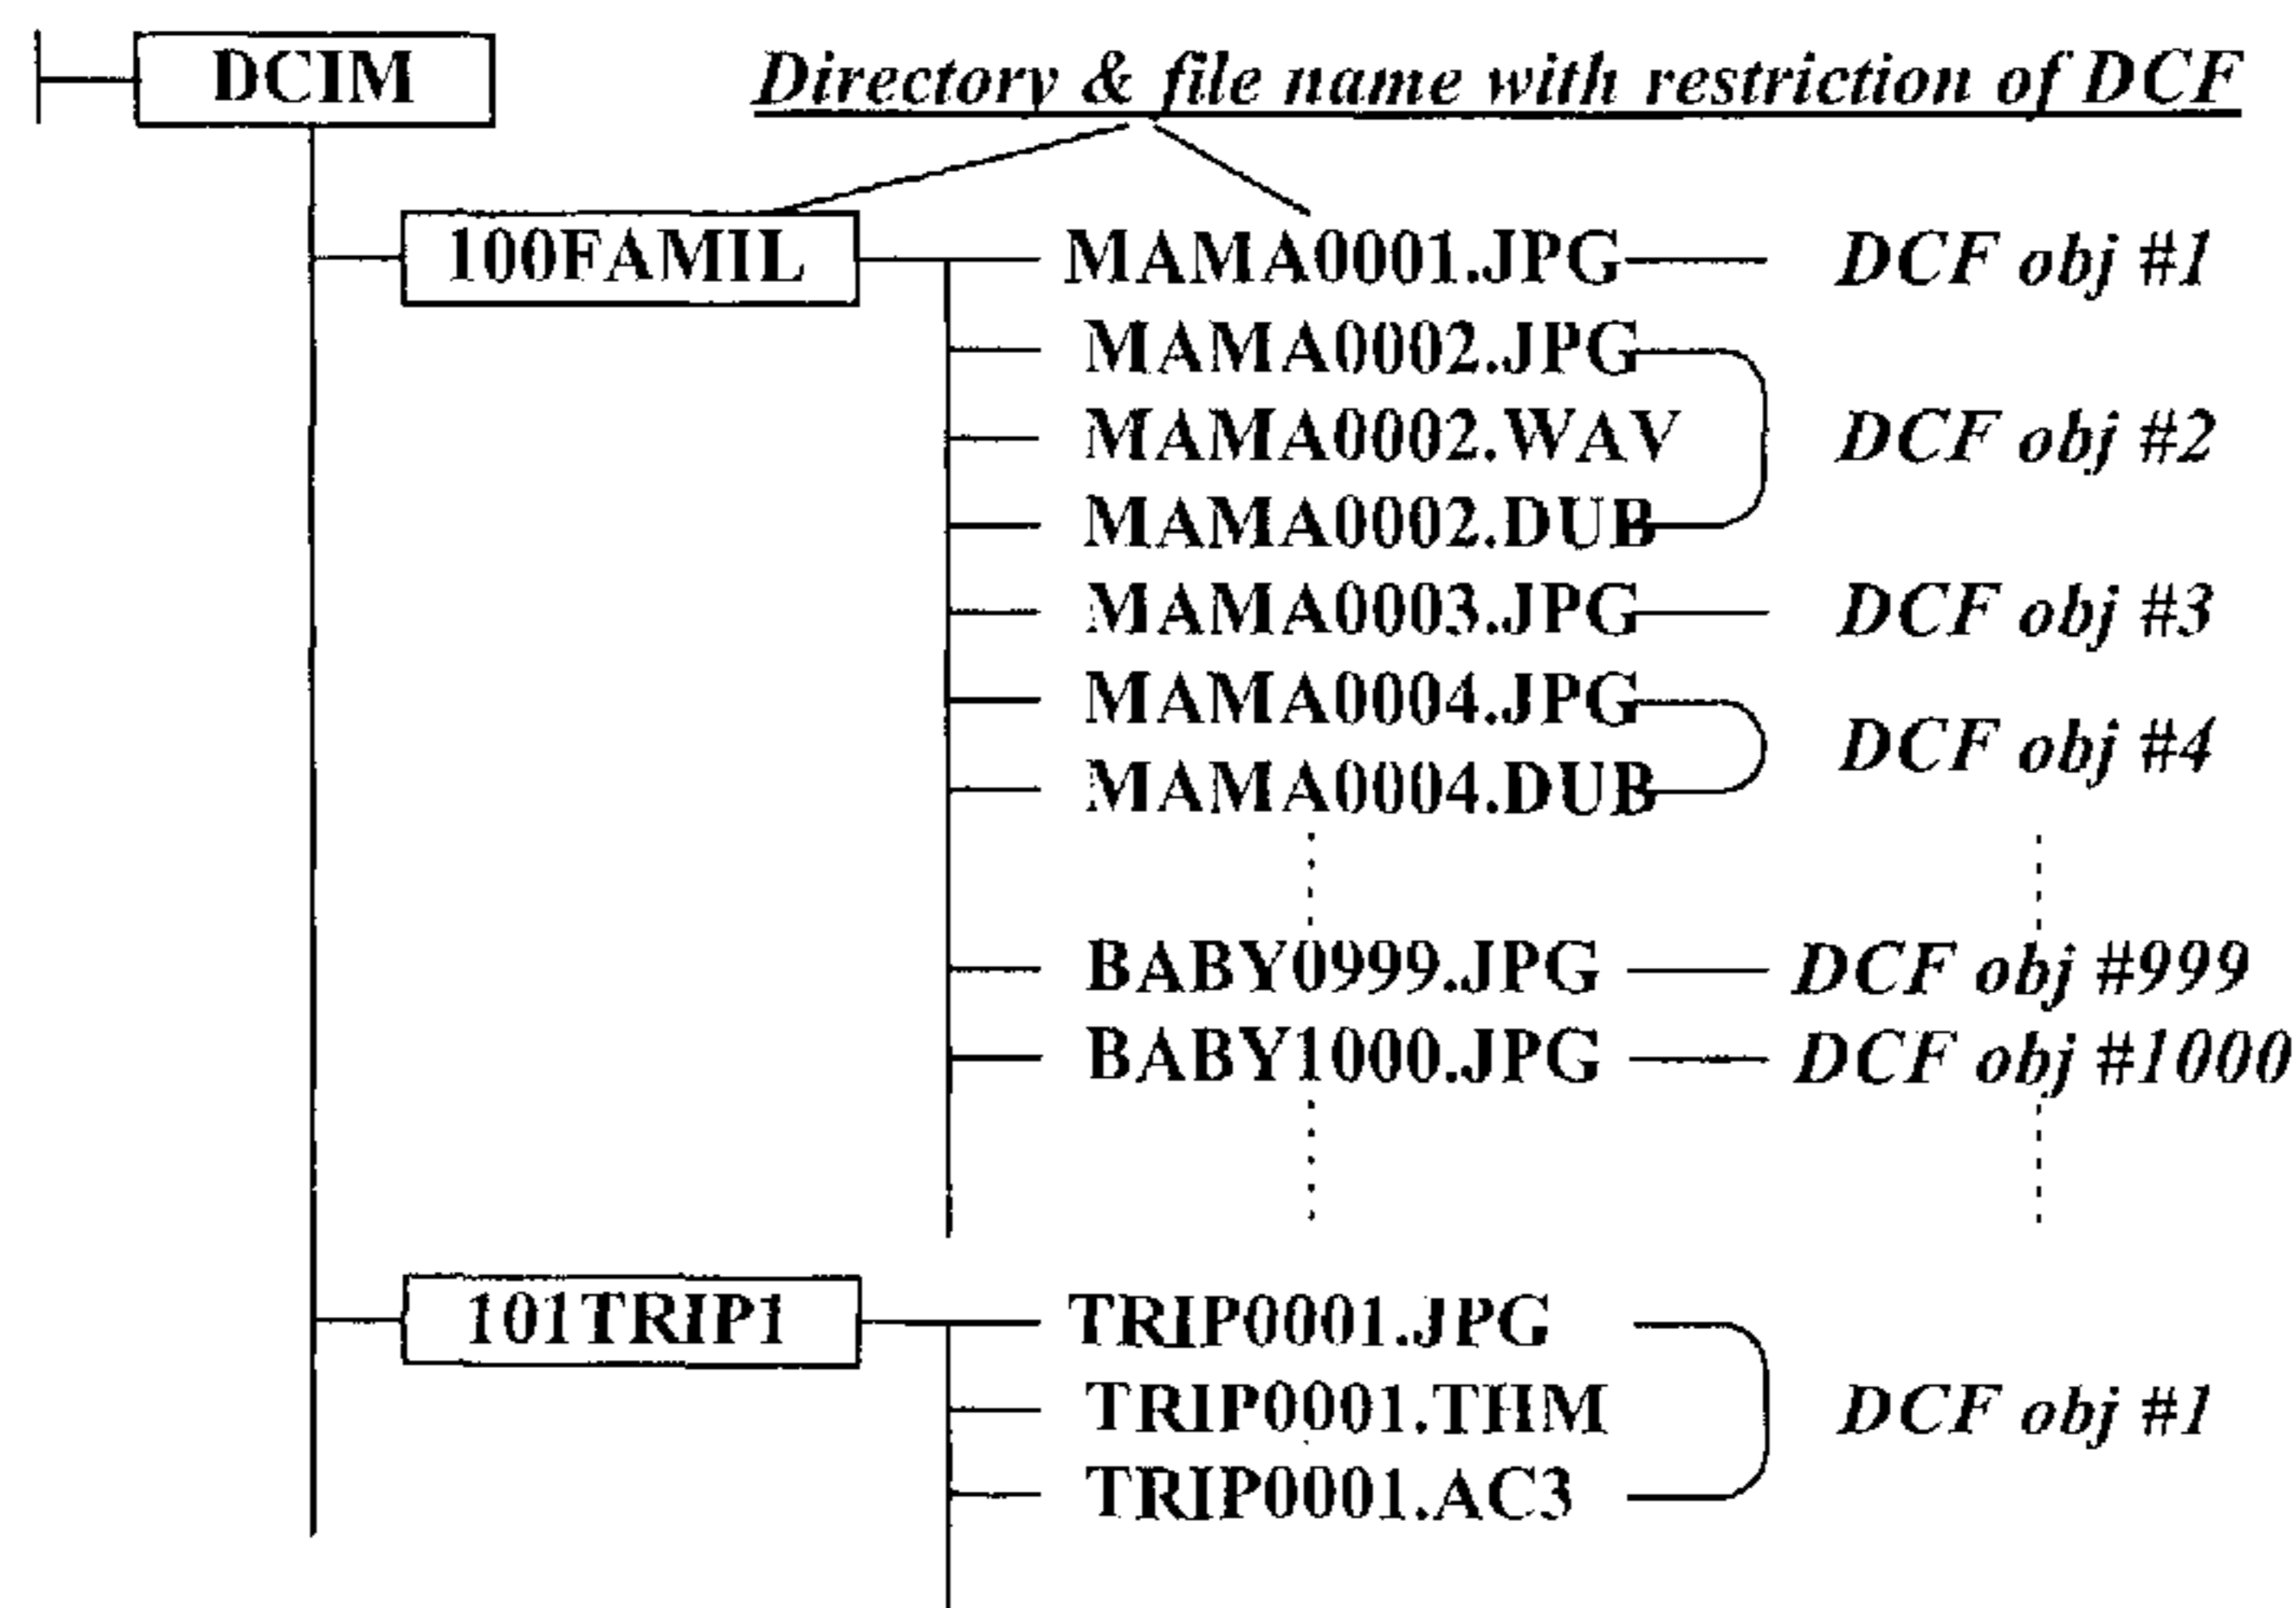 DCIM
Directory & file name with restriction of DCF
100FAMIL MAMA0001.JPG DCF obj #1
MAMA0002.JPG
MAMA0002.WAV DCF obj #2
MAMA0002.DUB
MAMA0003.JPG DCF obj #3
MAMA0004.JPG
DCF obj #4
MAMA0004.DUB
BABY0999.JPG DCF obj #999
BABY1000.JPG DCF obj #1000
101TRIP1 TRIP0001.JPG
TRIP0001.THM DCF obj #1
TRIP0001.AC3